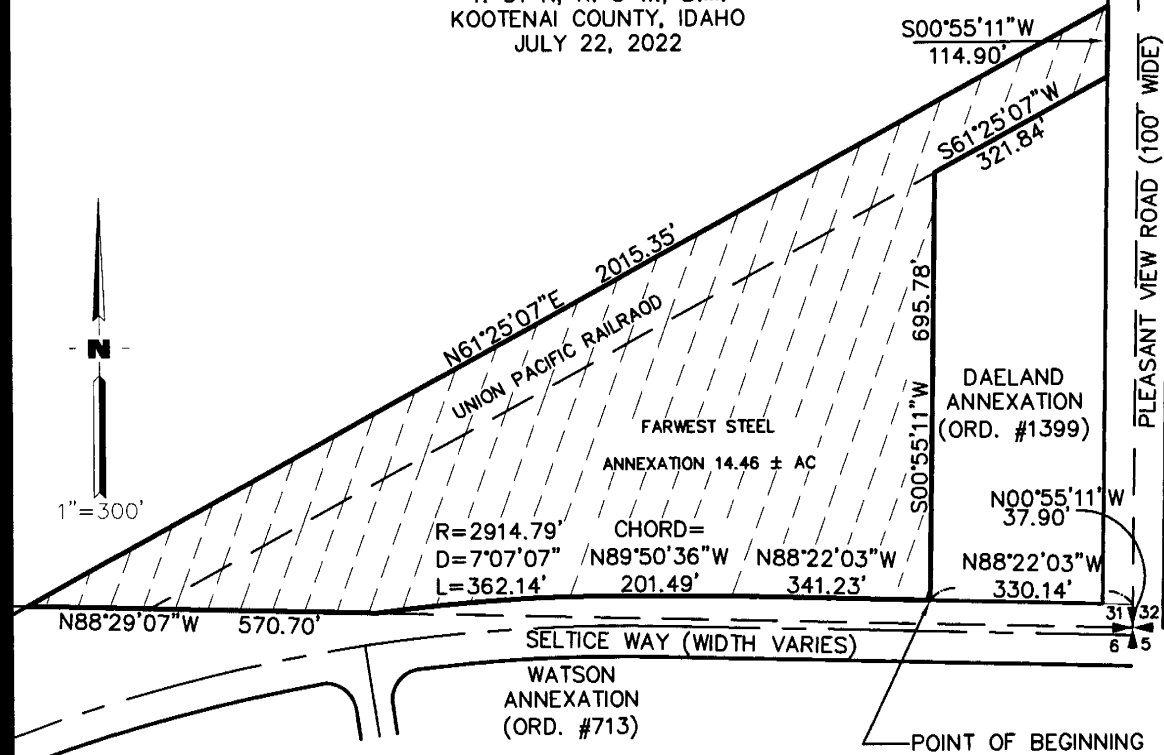 KOOTENAI COUNTY, IDAHO
JULY 22, 2022
S00°55'11"W
114.90'
S61°25'07"W
321.84'
PLEASANT VIEW ROAD (100' WIDE)
N61°25'07"E 2015.35'
UNION PACIFIC RAILRAOD
N
1"=300'
S00°55'11"W 695.78'
DAELAND
ANNEXATION
(ORD. #1399)
FARWEST STEEL
ANNEXATION 14.46 ± AC
N00°55'11"W
37.90'
R=2914.79'
D=7°07'07"
L=362.14'
CHORD=
N89°50'36"W
201.49'
N88°22'03"W
341.23'
N88°22'03"W
330.14'
31 32
6 5
N88°29'07"W 570.70'
SELTICE WAY (WIDTH VARIES)
WATSON
ANNEXATION
(ORD. #713)
POINT OF BEGINNING